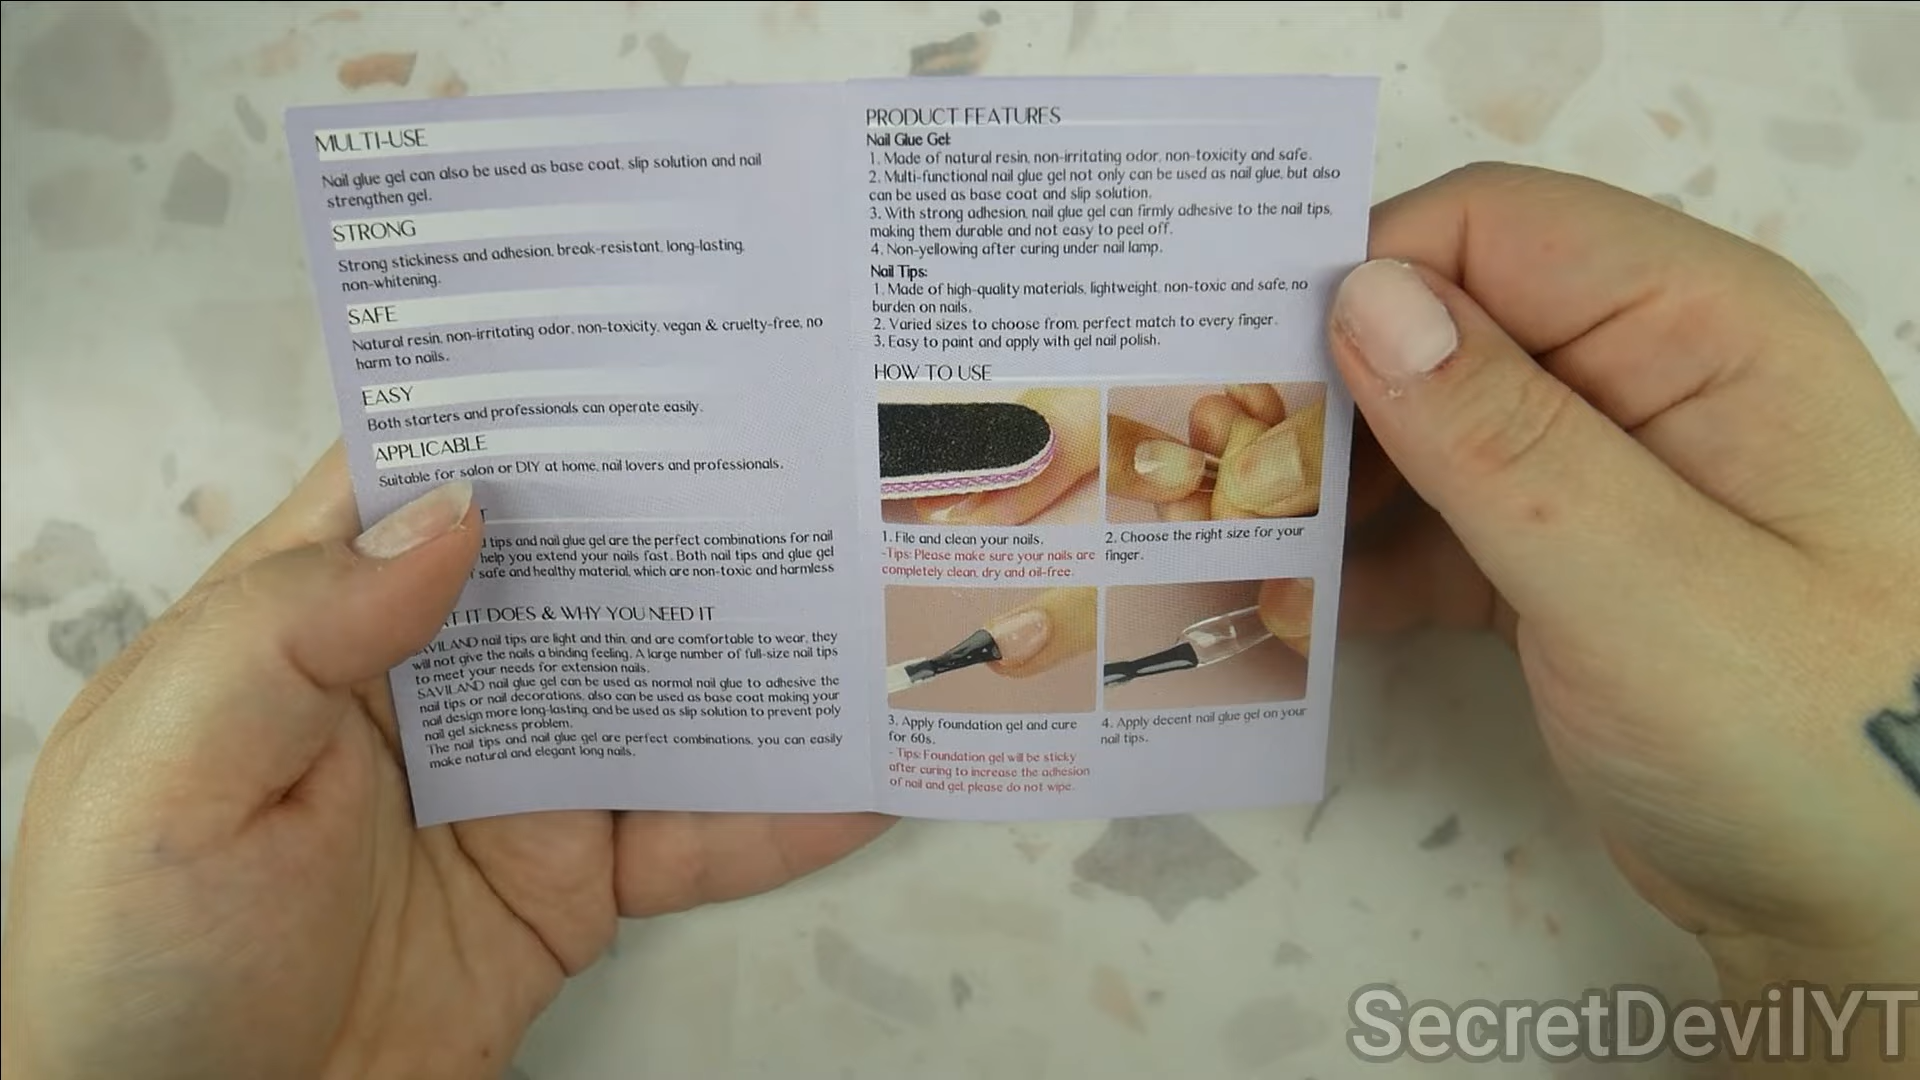 MULTI-USE
Nail glue gel can also be used as base coat, slip solution and nail
strengthen gel.
STRONG
Strong stickiness and adhesion, break-resistant, long-lasting,
non-whitening.
SAFE
Natural resin, non-irritating odor, non-toxicity, vegan & cruelty-free, no
harm to nails.
EASY
Both starters and professionals can operate easily.
APPLICABLE
Suitable for salon or DIY at home, nail lovers and professionals.
T
tips and nail glue gel are the perfect combinations for nail
help you extend your nails fast. Both nail tips and glue gel
safe and healthy material, which are non-toxic and harmless
IT DOES & WHY YOU NEED IT
SAVILAND nail tips are light and thin, and are comfortable to wear, they
will not give the nails a binding feeling. A large number of full-size nail tips
to meet your needs for extension nails.
SAVILAND nail glue gel can be used as normal nail glue to adhesive the
nail tips or nail decorations, also can be used as base coat making your
nail design more long-lasting, and be used as slip solution to prevent poly
nail gel sickness problem.
The nail tips and nail glue gel are perfect combinations, you can easily
make natural and elegant long nails.
PRODUCT FEATURES
Nail Glue Gel:
1. Made of natural resin, non-irritating odor, non-toxicity and safe.
2. Multi-functional nail glue gel not only can be used as nail glue, but also
can be used as base coat and slip solution.
3. With strong adhesion, nail glue gel can firmly adhesive to the nail tips,
making them durable and not easy to peel off.
4. Non-yellowing after curing under nail lamp.
Nail Tips:
1. Made of high-quality materials, lightweight, non-toxic and safe, no
burden on nails.
2. Varied sizes to choose from, perfect match to every finger.
3. Easy to paint and apply with gel nail polish.
HOW TO USE
1. File and clean your nails.
-Tips: Please make sure your nails are
completely clean, dry and oil-free.
2. Choose the right size for your
finger.
3. Apply foundation gel and cure
for 60s.
- Tips: Foundation gel will be sticky
after curing to increase the adhesion
of nail and gel, please do not wipe.
4. Apply decent nail glue gel on your
nail tips.
SecretDevilYT